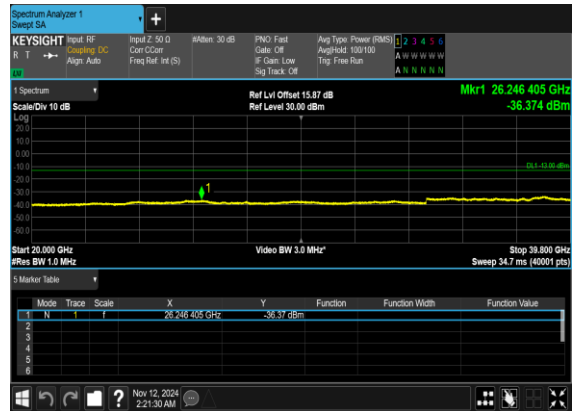 Spectrum Analyzer 1
Swept SA
+
KEYSIGHT Input: RF Input Z: 50 Ω #Atten: 30 dB PNO: Fast Avg Type: Power (RMS) 1 2 3 4 5 6
R T Coupling: DC Corr CCorr Gate: Off Avg|Hold: 100/100 A W W W W W
Align: Auto Freq Ref: Int (S) IF Gain: Low Trig: Free Run
Sig Track: Off A N N N N N
1 Spectrum Ref Lvl Offset 15.87 dB Mkr1 26.246 405 GHz
Scale/Div 10 dB Ref Level 30.00 dBm -36.374 dBm
Log
20.0
10.0
0.00
-10.0 DL1 -13.00 dBm
-20.0
-30.0 1
-40.0
-50.0
-60.0
Start 20.000 GHz Video BW 3.0 MHz* Stop 39.800 GHz
#Res BW 1.0 MHz Sweep 34.7 ms (40001 pts)
5 Marker Table
Mode Trace Scale X Y Function Function Width Function Value
1 N 1 f 26.246 405 GHz -36.37 dBm
2
3
4
5
6
? Nov 12, 2024
2:21:30 AM